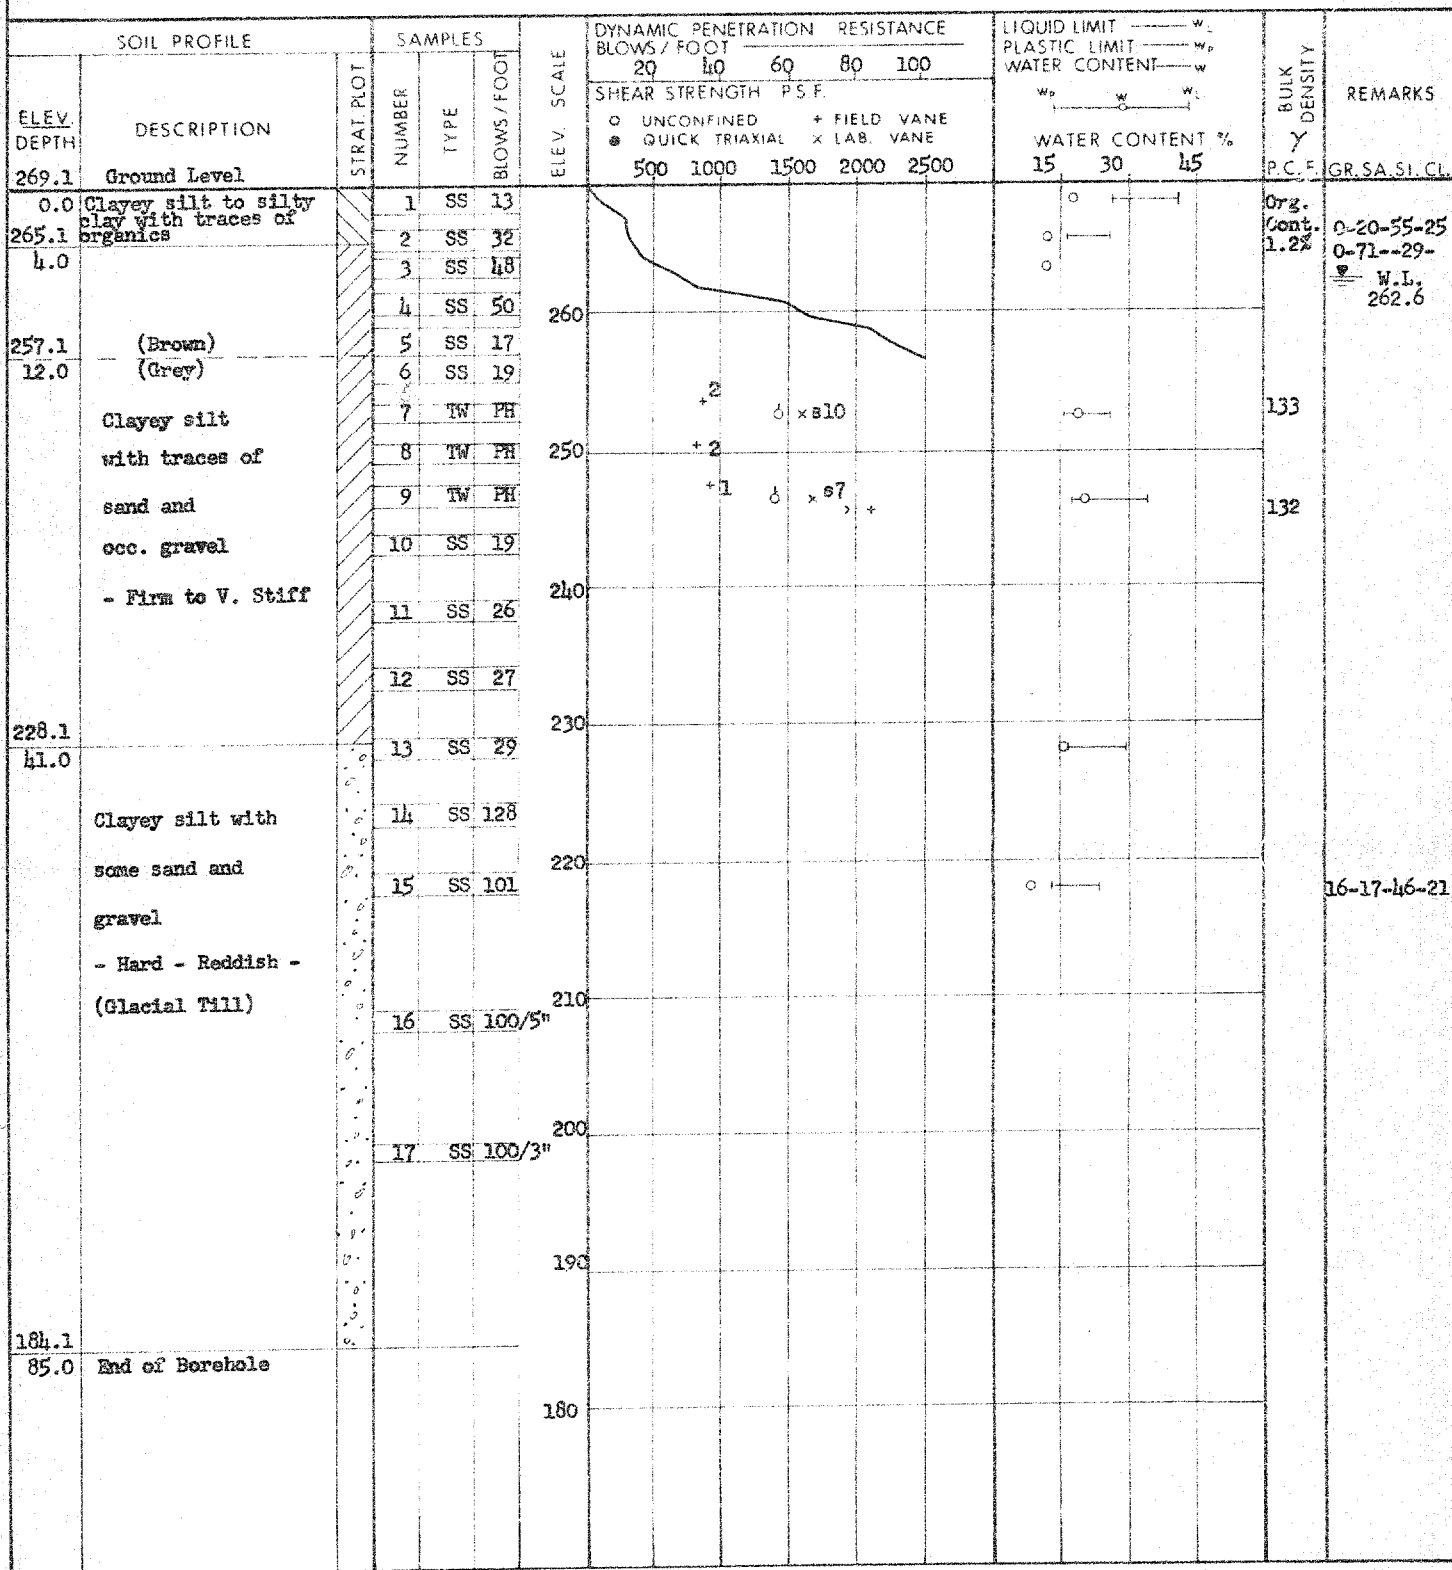 SOIL PROFILE
SAMPLES
DYNAMIC PENETRATION RESISTANCE
BLOWS / FOOT
20 40 60 80 100
SHEAR STRENGTH P.S.F.
O UNCONFINED + FIELD VANE
● QUICK TRIAXIAL × LAB. VANE
500 1000 1500 2000 2500
LIQUID LIMIT W L
PLASTIC LIMIT W P
WATER CONTENT W
W P W W L
WATER CONTENT %
15 30 45
BULK DENSITY
γ
P.C.F.
REMARKS
GR. SA. SI. CL.
ELEV.
DEPTH
DESCRIPTION
STRAT. PLOT
NUMBER
TYPE
BLOWS / FOOT
ELEV. SCALE
269.1 Ground Level
0.0 Clayey silt to silty
clay with traces of
265.1 organics
4.0
257.1 (Brown)
12.0 (Grey)
Clayey silt
with traces of
sand and
occ. gravel
- Firm to V. Stiff
228.1
41.0
Clayey silt with
some sand and
gravel
- Hard - Reddish -
(Glacial Till)
184.1
85.0 End of Borehole
1 SS 13
2 SS 32
3 SS 48
4 SS 50
5 SS 17
6 SS 19
7 TW PH
8 TW PH
9 TW PH
10 SS 19
11 SS 26
12 SS 27
13 SS 29
14 SS 128
15 SS 101
16 SS 100/5"
17 SS 100/3"
260
250
240
230
220
210
200
190
180
+ 2
× s10
+ 2
+ 1
× s7
+
Org.
Cont.
1.2%
133
132
0-20-55-25
0-71--29-
W.L.
262.6
16-17-46-21